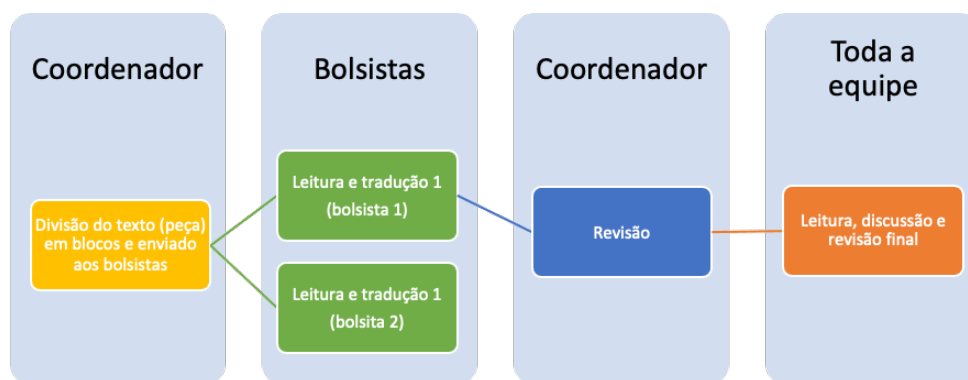 Coordenador
Divisão do texto (peça)
em blocos e enviado
aos bolsistas
Bolsistas
Leitura e tradução 1
(bolsista 1)
Leitura e tradução 1
(bolsita 2)
Coordenador
Revisão
Toda a
equipe
Leitura, discussão e
revisão final